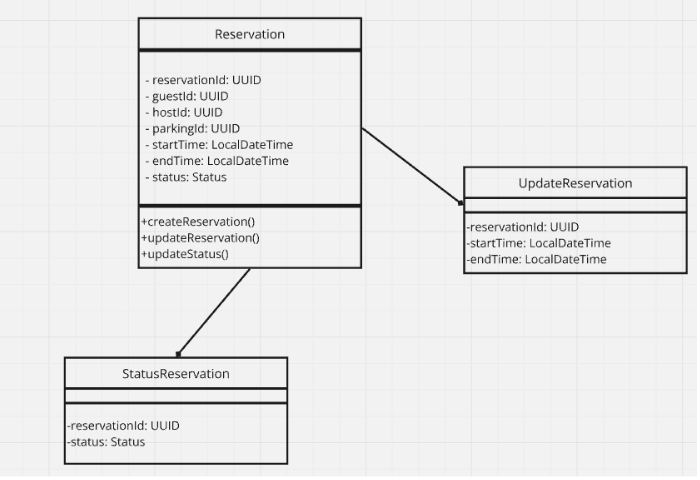 Reservation
- reservationId: UUID
- guestId: UUID
- hostId: UUID
- parkingId: UUID
- startTime: LocalDateTime
- endTime: LocalDateTime
- status: Status
+createReservation()
+updateReservation()
+updateStatus()
UpdateReservation
-reservationId: UUID
-startTime: LocalDateTime
-endTime: LocalDateTime
StatusReservation
-reservationId: UUID
-status: Status